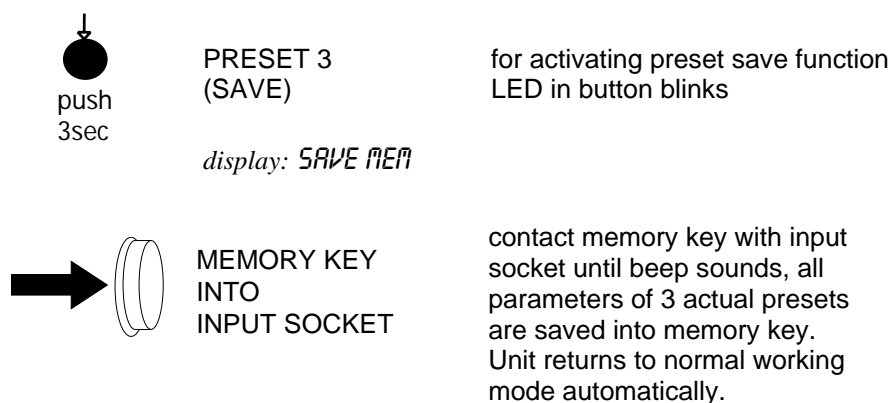 PRESET 3
(SAVE)
for activating preset save function
LED in button blinks
push
3sec
display: SAVE MEM
MEMORY KEY
INTO
INPUT SOCKET
contact memory key with input
socket until beep sounds, all
parameters of 3 actual presets
are saved into memory key.
Unit returns to normal working
mode automatically.